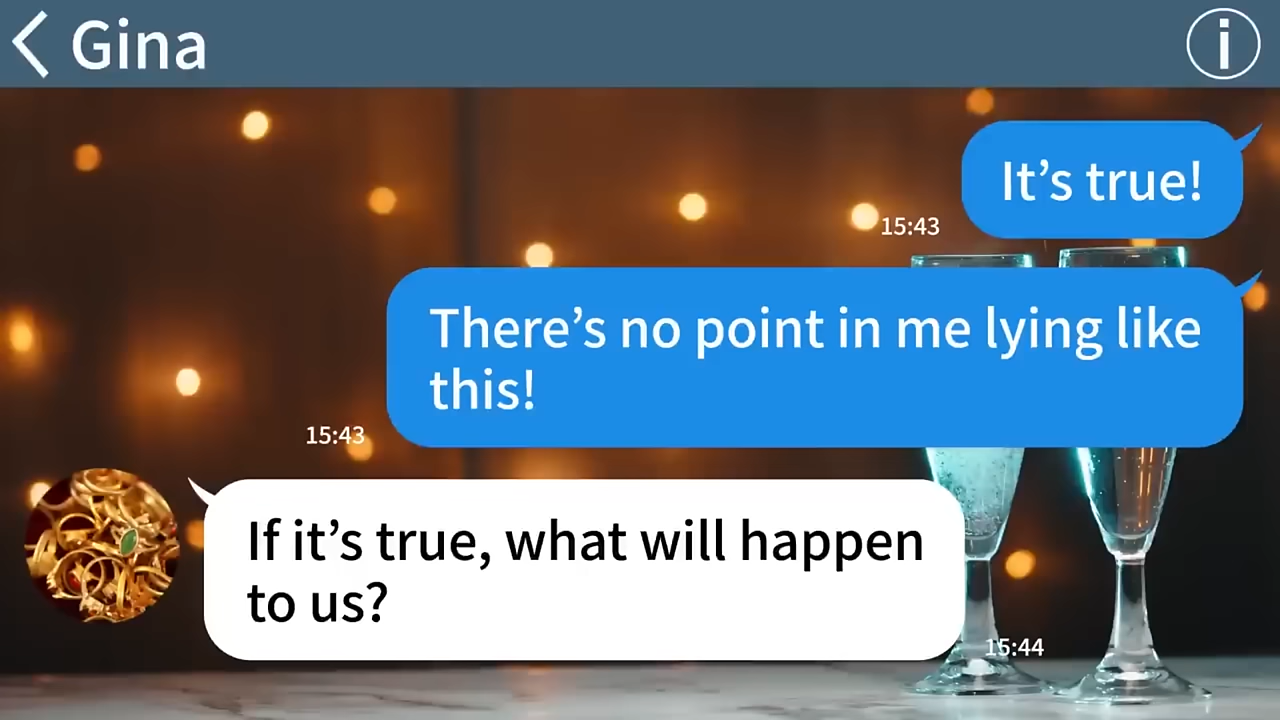 Gina
i
It’s true!
15:43
There’s no point in me lying like
this!
15:43
If it’s true, what will happen
to us?
15:44